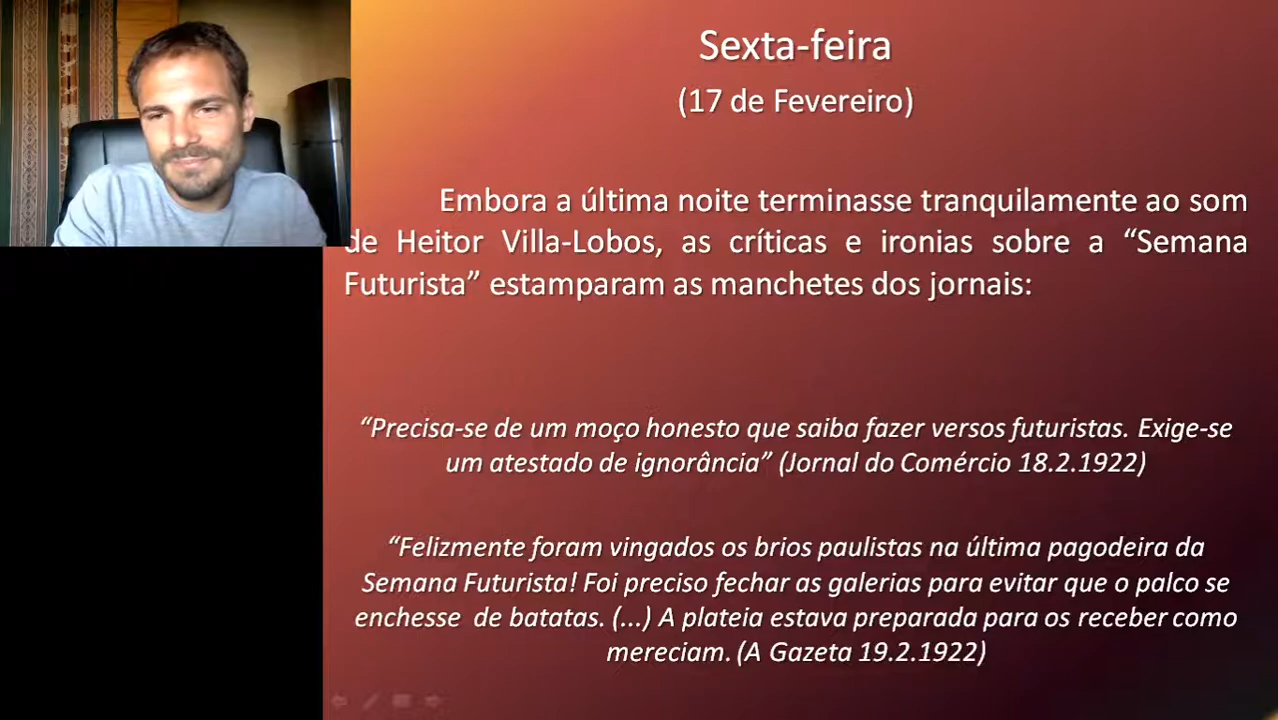 Sexta-feira
(17 de Fevereiro)
Embora a última noite terminasse tranquilamente ao som
de Heitor Villa-Lobos, as críticas e ironias sobre a “Semana
Futurista” estamparam as manchetes dos jornais:
“Precisa-se de um moço honesto que saiba fazer versos futuristas. Exige-se
um atestado de ignorância” (Jornal do Comércio 18.2.1922)
“Felizmente foram vingados os brios paulistas na última pagodeira da
Semana Futurista! Foi preciso fechar as galerias para evitar que o palco se
enchesse de batatas. (...) A plateia estava preparada para os receber como
mereciam. (A Gazeta 19.2.1922)